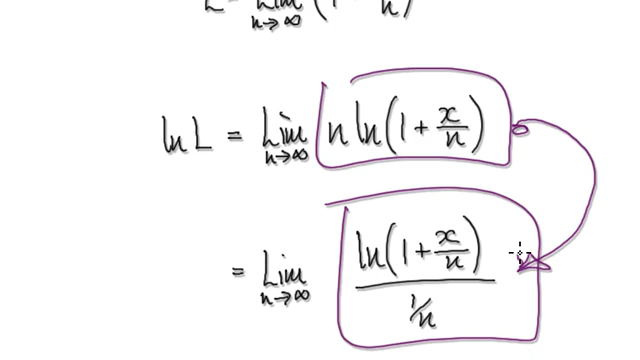 ln L = Lim n→∞ n ln(1 + x/n)
= Lim n→∞ ln(1 + x/n) / 1/n